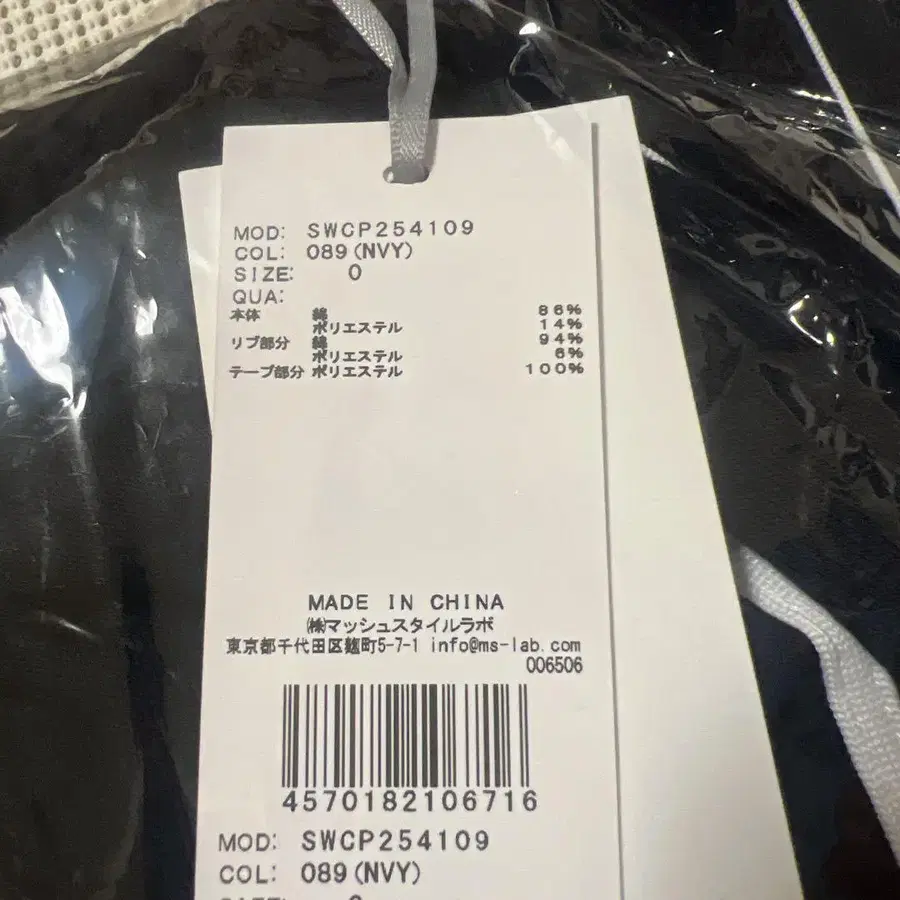 MOD: SWCP254109
COL: 089(NVY)
SIZE: 0
QUA:
本体 綿 86%
ポリエステル 14%
リブ部分 綿 94%
ポリエステル 6%
テープ部分 ポリエステル 100%
MADE IN CHINA
㈱マッシュスタイルラボ
東京都千代田区麹町5-7-1 info@ms-lab.com
006506
4570182106716
MOD: SWCP254109
COL: 089(NVY)